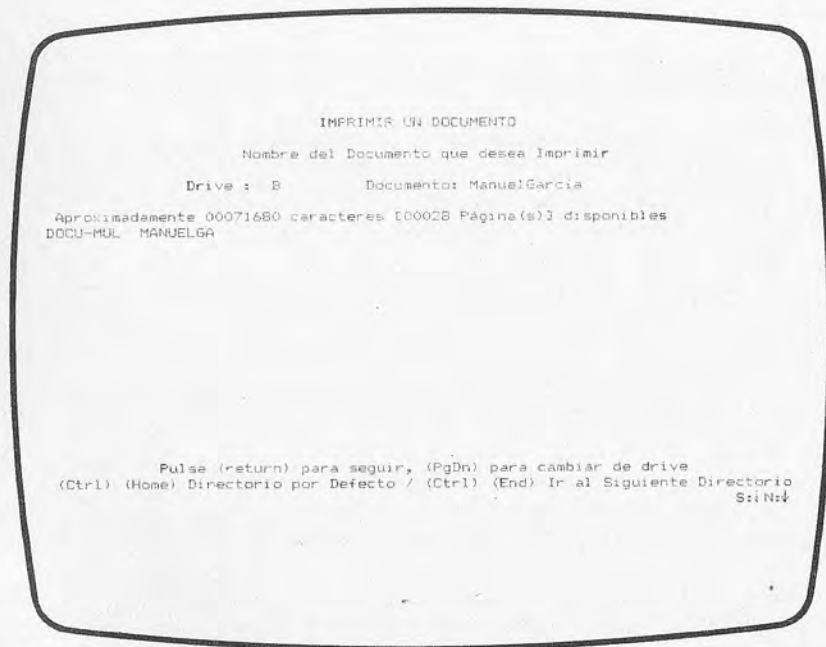 IMPRIMIR UN DOCUMENTO
Nombre del Documento que desea Imprimir
Drive : B Documento: ManuelGarcia
Aproximadamente 00071680 caracteres [00028 Página(s)] disponibles
DOCU-MUL MANUELGA
Pulse (return) para seguir, (PgDn) para cambiar de drive
(Ctrl) (Home) Directorio por Defecto / (Ctrl) (End) Ir al Siguiente Directorio
S:↓ N:↓